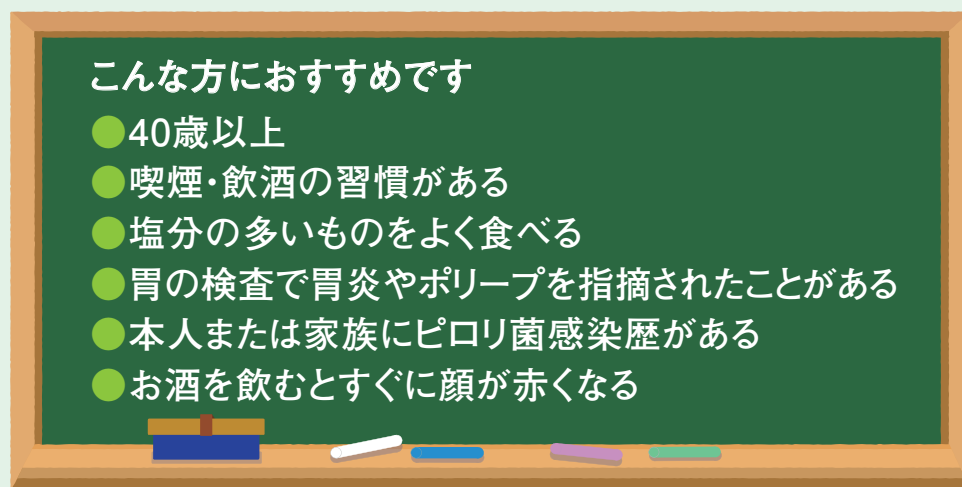 こんな方におすすめです
●40歳以上
●喫煙・飲酒の習慣がある
●塩分の多いものをよく食べる
●胃の検査で胃炎やポリープを指摘されたことがある
●本人または家族にピロリ菌感染歴がある
●お酒を飲むとすぐに顔が赤くなる